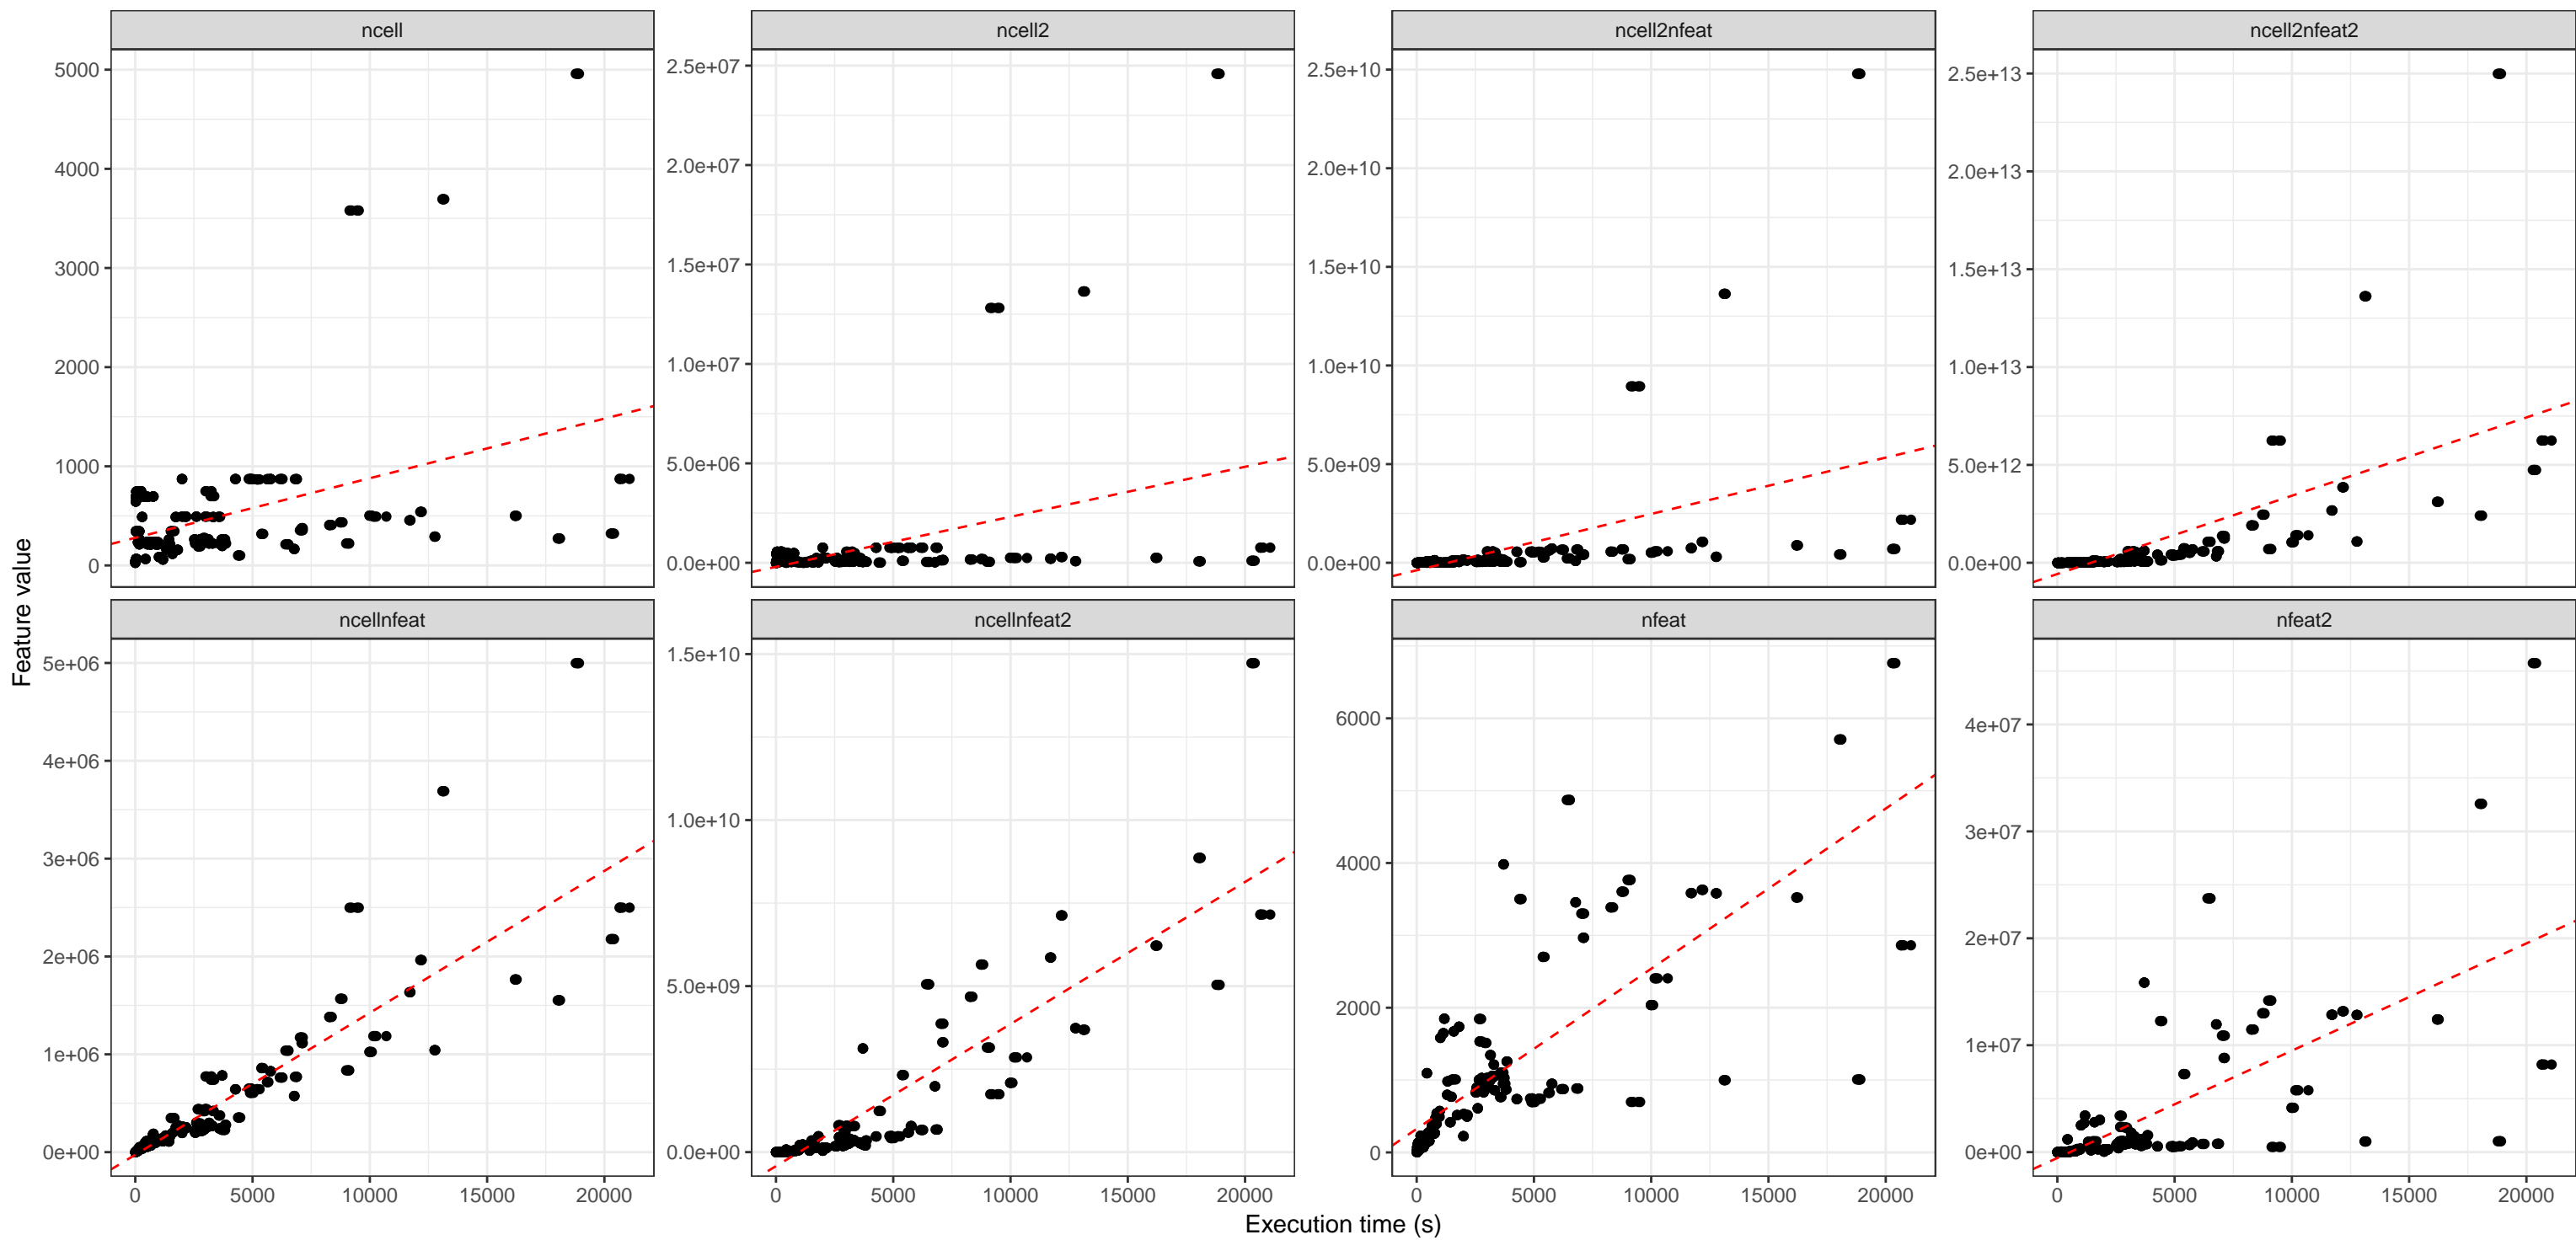 ncell
ncell2
ncell2nfeat
ncell2nfeat2
5000
4000
3000
2000
1000
0
2.5e+07
2.0e+07
1.5e+07
1.0e+07
5.0e+06
0.0e+00
2.5e+10
2.0e+10
1.5e+10
1.0e+10
5.0e+09
0.0e+00
2.5e+13
2.0e+13
1.5e+13
1.0e+13
5.0e+12
0.0e+00
Feature value
ncellnfeat
ncellnfeat2
nfeat
nfeat2
5e+06
4e+06
3e+06
2e+06
1e+06
0e+00
1.5e+10
1.0e+10
5.0e+09
0.0e+00
6000
4000
2000
0
4e+07
3e+07
2e+07
1e+07
0e+00
0 5000 10000 15000 20000
0 5000 10000 15000 20000
0 5000 10000 15000 20000
0 5000 10000 15000 20000
Execution time (s)